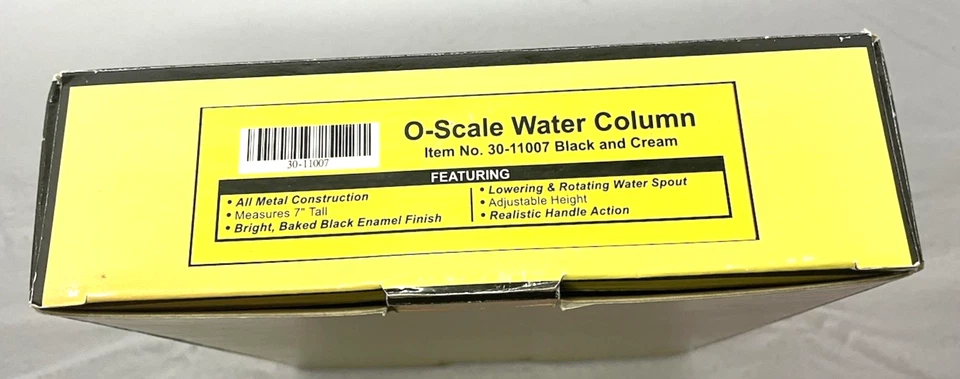 30-11007
O-Scale Water Column
Item No. 30-11007 Black and Cream
FEATURING
• All Metal Construction
• Measures 7" Tall
• Bright, Baked Black Enamel Finish
• Lowering & Rotating Water Spout
• Adjustable Height
• Realistic Handle Action